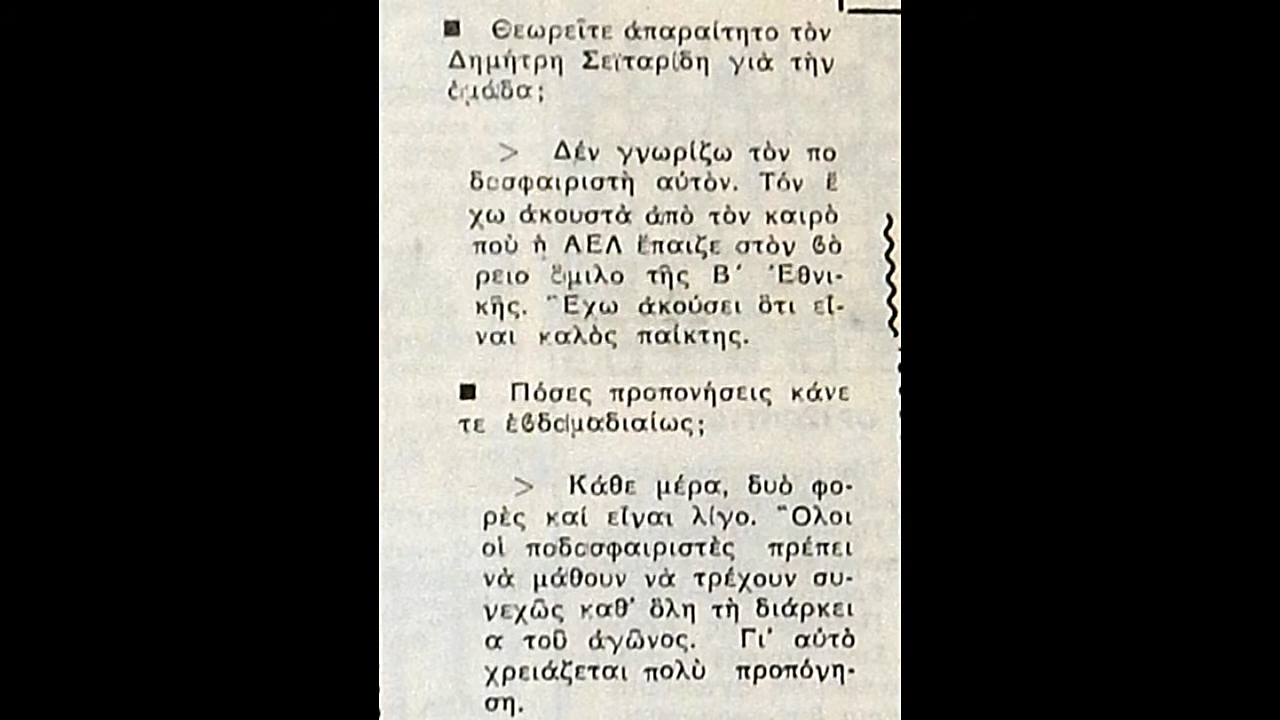 ■ Θεωρεῖτε ἀπαραίτητο τὸν
Δημήτρη Σεϊταρίδη γιὰ τὴν
ὁμάδα;
> Δέν γνωρίζω τὸν πο
δοσφαιριστὴ αὐτὸν. Τόν ἔ
χω ἀκουστὰ ἀπὸ τὸν καιρὸ
ποὺ ἡ ΑΕΛ ἔπαιζε στὸν βὸ
ρειο ὅμιλο τῆς Β' Ἐθνι-
κῆς. Ἔχω ἀκούσει ὅτι εἶ-
ναι καλὸς παίκτης.
■ Πόσες προπονήσεις κάνε
τε ἑβδομαδιαίως;
> Κάθε μέρα, δυὸ φο-
ρὲς καί εἶναι λίγο. Ὅλοι
οἱ ποδοσφαιριστὲς πρέπει
νὰ μάθουν νὰ τρέχουν συ-
νεχῶς καθ' ὅλη τὴ διάρκει
α τοῦ ἀγῶνος. Γι' αὐτὸ
χρειάζεται πολὺ προπόνη-
ση.